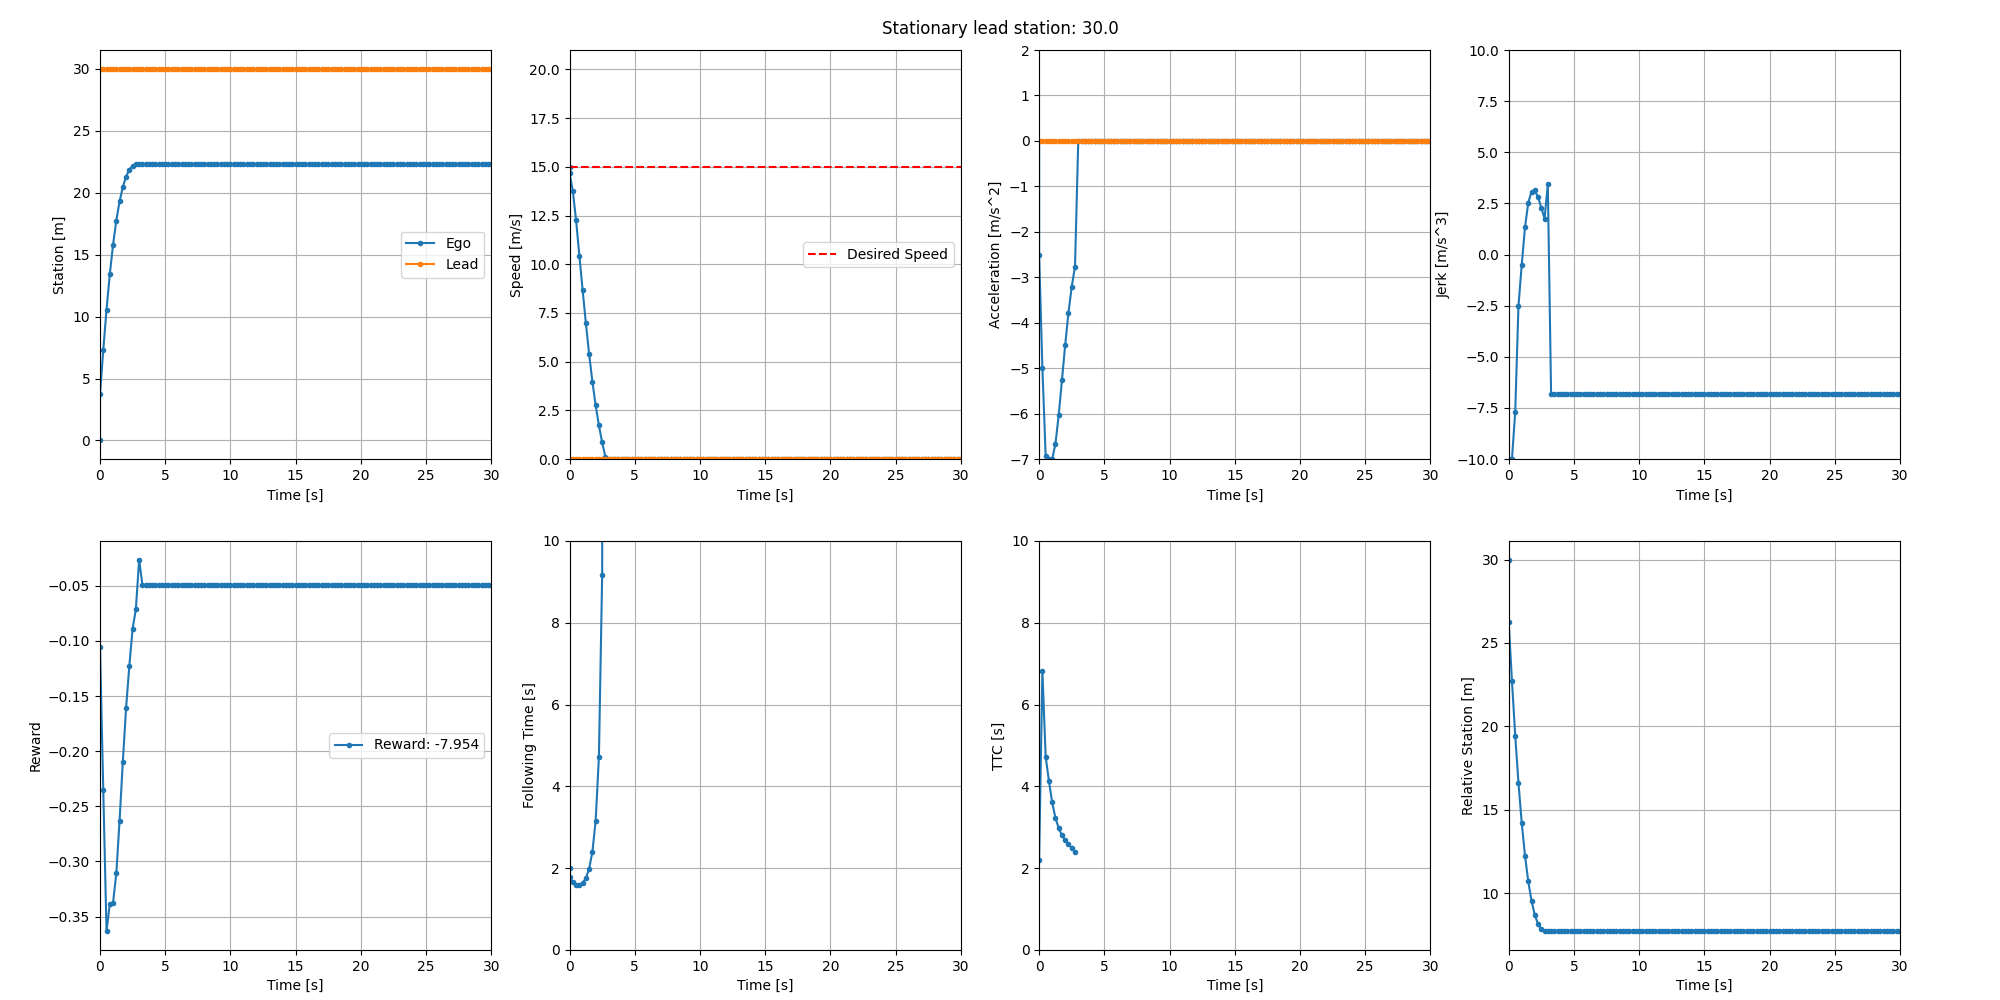 Stationary lead station: 30.0
Station [m]
30
25
20
15
10
5
0
Ego
Lead
0 5 10 15 20 25 30
Time [s]
Speed [m/s]
20.0
17.5
15.0
12.5
10.0
7.5
5.0
2.5
0.0
Desired Speed
0 5 10 15 20 25 30
Time [s]
Acceleration [m/s^2]
2
1
0
−1
−2
−3
−4
−5
−6
−7
0 5 10 15 20 25 30
Time [s]
Jerk [m/s^3]
10.0
7.5
5.0
2.5
0.0
−2.5
−5.0
−7.5
−10.0
0 5 10 15 20 25 30
Time [s]
Reward
−0.05
−0.10
−0.15
−0.20
−0.25
−0.30
−0.35
Reward: -7.954
0 5 10 15 20 25 30
Time [s]
Following Time [s]
10
8
6
4
2
0
0 5 10 15 20 25 30
Time [s]
TTC [s]
10
8
6
4
2
0
0 5 10 15 20 25 30
Time [s]
Relative Station [m]
30
25
20
15
10
0 5 10 15 20 25 30
Time [s]